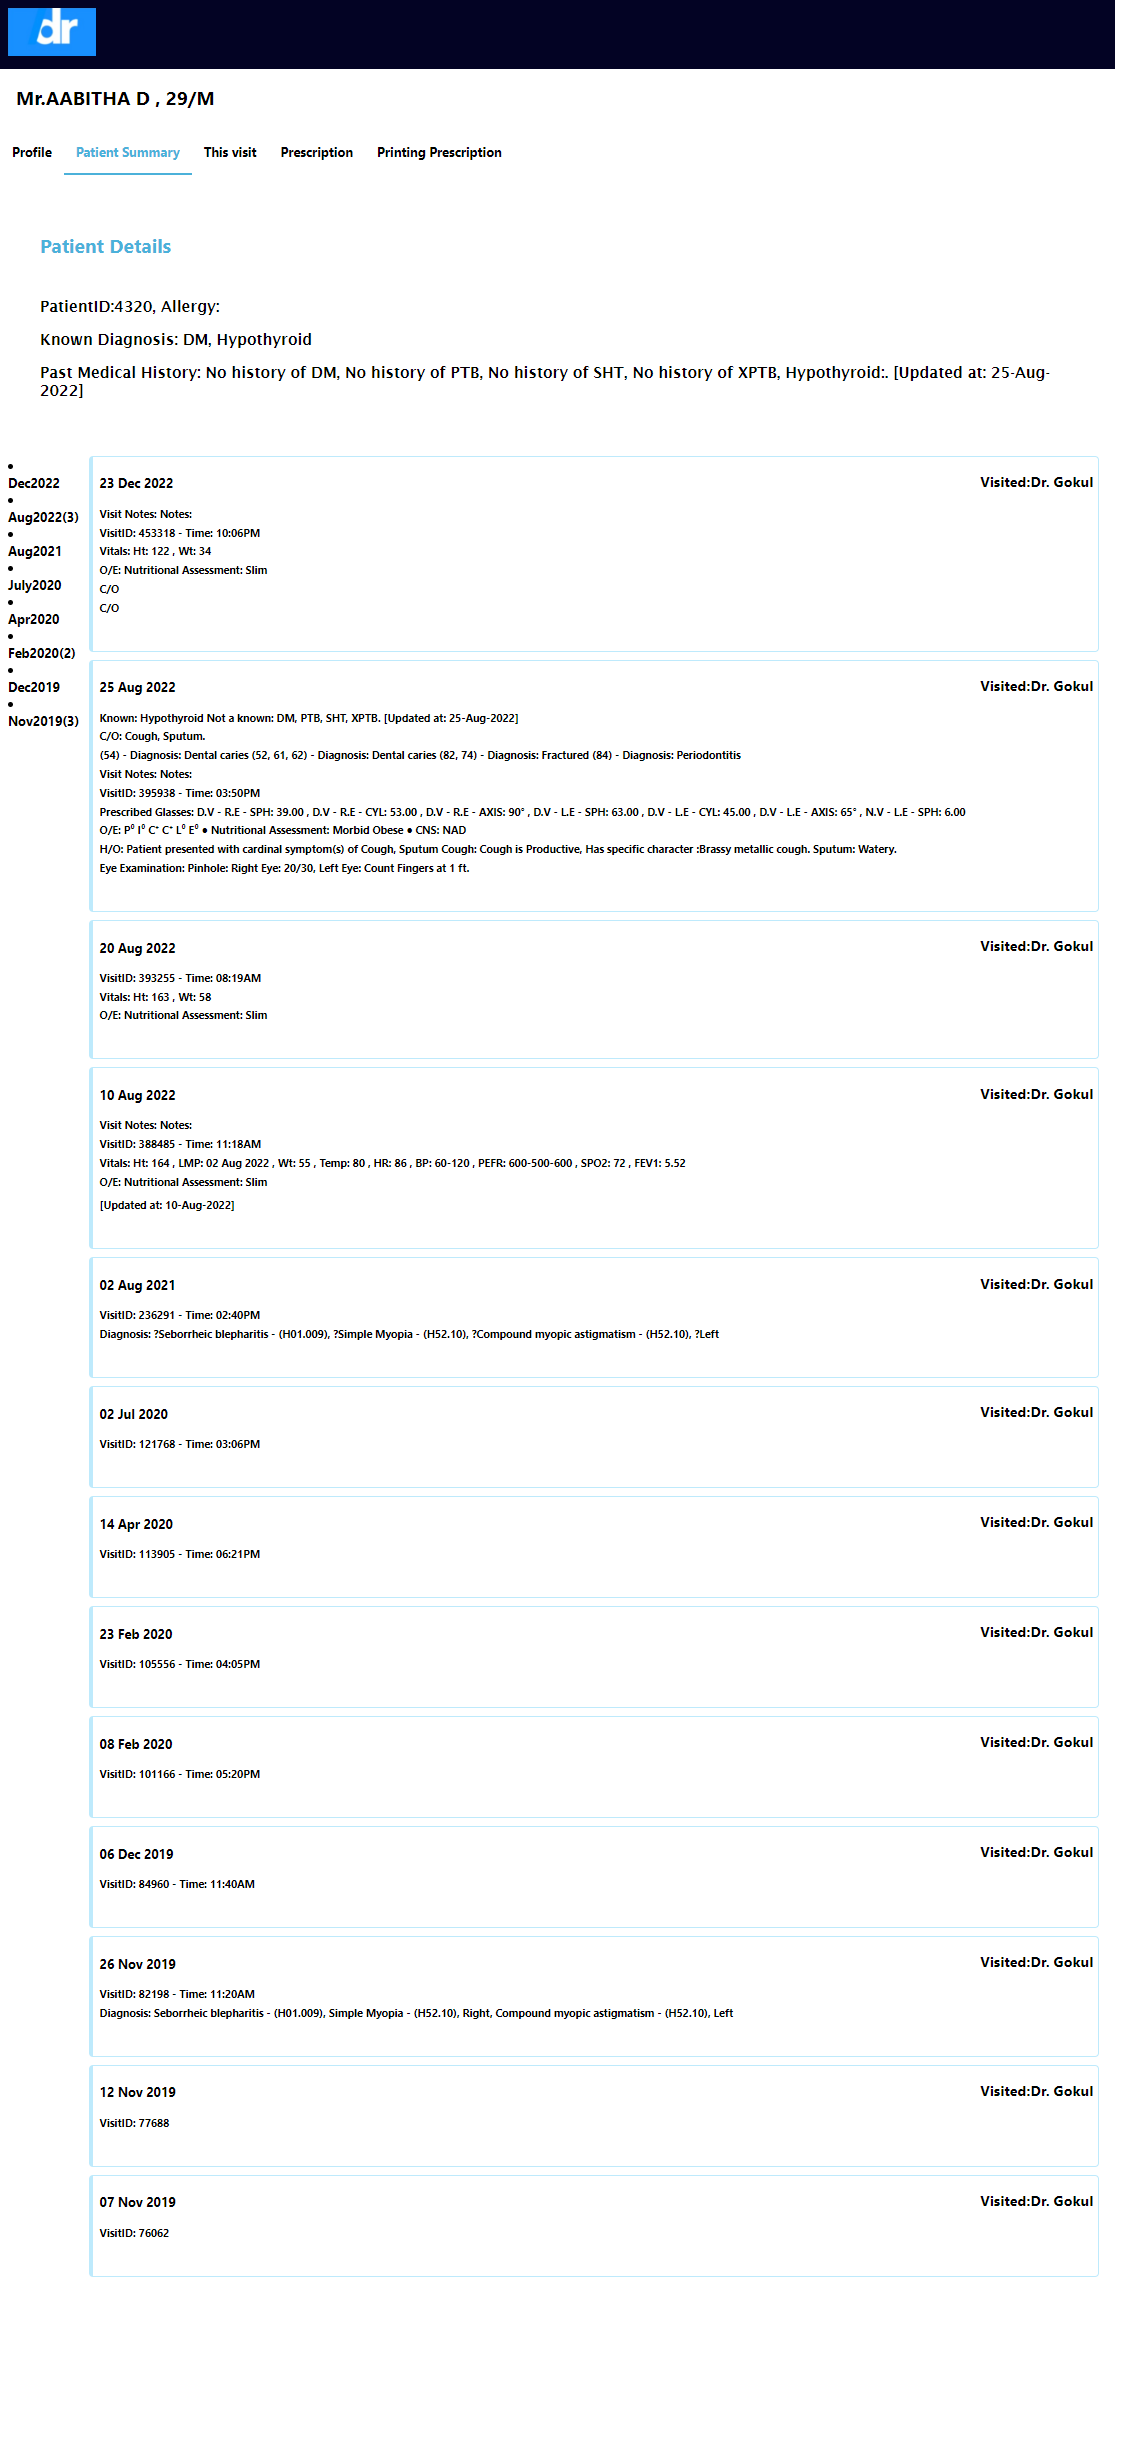 dr
Mr.AABITHA D , 29/M
Profile Patient Summary This visit Prescription Printing Prescription
Patient Details
PatientID:4320, Allergy:
Known Diagnosis: DM, Hypothyroid
Past Medical History: No history of DM, No history of PTB, No history of SHT, No history of XPTB, Hypothyroid:. [Updated at: 25-Aug-
2022]
Dec2022
Aug2022(3)
Aug2021
July2020
Apr2020
Feb2020(2)
Dec2019
Nov2019(3)
23 Dec 2022 Visited:Dr. Gokul
Visit Notes: Notes:
VisitID: 453318 - Time: 10:06PM
Vitals: Ht: 122 , Wt: 34
O/E: Nutritional Assessment: Slim
C/O
C/O
25 Aug 2022 Visited:Dr. Gokul
Known: Hypothyroid Not a known: DM, PTB, SHT, XPTB. [Updated at: 25-Aug-2022]
C/O: Cough, Sputum.
(54) - Diagnosis: Dental caries (52, 61, 62) - Diagnosis: Dental caries (82, 74) - Diagnosis: Fractured (84) - Diagnosis: Periodontitis
Visit Notes: Notes:
VisitID: 395938 - Time: 03:50PM
Prescribed Glasses: D.V - R.E - SPH: 39.00 , D.V - R.E - CYL: 53.00 , D.V - R.E - AXIS: 90° , D.V - L.E - SPH: 63.00 , D.V - L.E - CYL: 45.00 , D.V - L.E - AXIS: 65° , N.V - L.E - SPH: 6.00
O/E: P⁰ I⁰ C⁺ C⁺ L⁰ E⁰ ● Nutritional Assessment: Morbid Obese ● CNS: NAD
H/O: Patient presented with cardinal symptom(s) of Cough, Sputum Cough: Cough is Productive, Has specific character :Brassy metallic cough. Sputum: Watery.
Eye Examination: Pinhole: Right Eye: 20/30, Left Eye: Count Fingers at 1 ft.
20 Aug 2022 Visited:Dr. Gokul
VisitID: 393255 - Time: 08:19AM
Vitals: Ht: 163 , Wt: 58
O/E: Nutritional Assessment: Slim
10 Aug 2022 Visited:Dr. Gokul
Visit Notes: Notes:
VisitID: 388485 - Time: 11:18AM
Vitals: Ht: 164 , LMP: 02 Aug 2022 , Wt: 55 , Temp: 80 , HR: 86 , BP: 60-120 , PEFR: 600-500-600 , SPO2: 72 , FEV1: 5.52
O/E: Nutritional Assessment: Slim
[Updated at: 10-Aug-2022]
02 Aug 2021 Visited:Dr. Gokul
VisitID: 236291 - Time: 02:40PM
Diagnosis: ?Seborrheic blepharitis - (H01.009), ?Simple Myopia - (H52.10), ?Compound myopic astigmatism - (H52.10), ?Left
02 Jul 2020 Visited:Dr. Gokul
VisitID: 121768 - Time: 03:06PM
14 Apr 2020 Visited:Dr. Gokul
VisitID: 113905 - Time: 06:21PM
23 Feb 2020 Visited:Dr. Gokul
VisitID: 105556 - Time: 04:05PM
08 Feb 2020 Visited:Dr. Gokul
VisitID: 101166 - Time: 05:20PM
06 Dec 2019 Visited:Dr. Gokul
VisitID: 84960 - Time: 11:40AM
26 Nov 2019 Visited:Dr. Gokul
VisitID: 82198 - Time: 11:20AM
Diagnosis: Seborrheic blepharitis - (H01.009), Simple Myopia - (H52.10), Right, Compound myopic astigmatism - (H52.10), Left
12 Nov 2019 Visited:Dr. Gokul
VisitID: 77688
07 Nov 2019 Visited:Dr. Gokul
VisitID: 76062